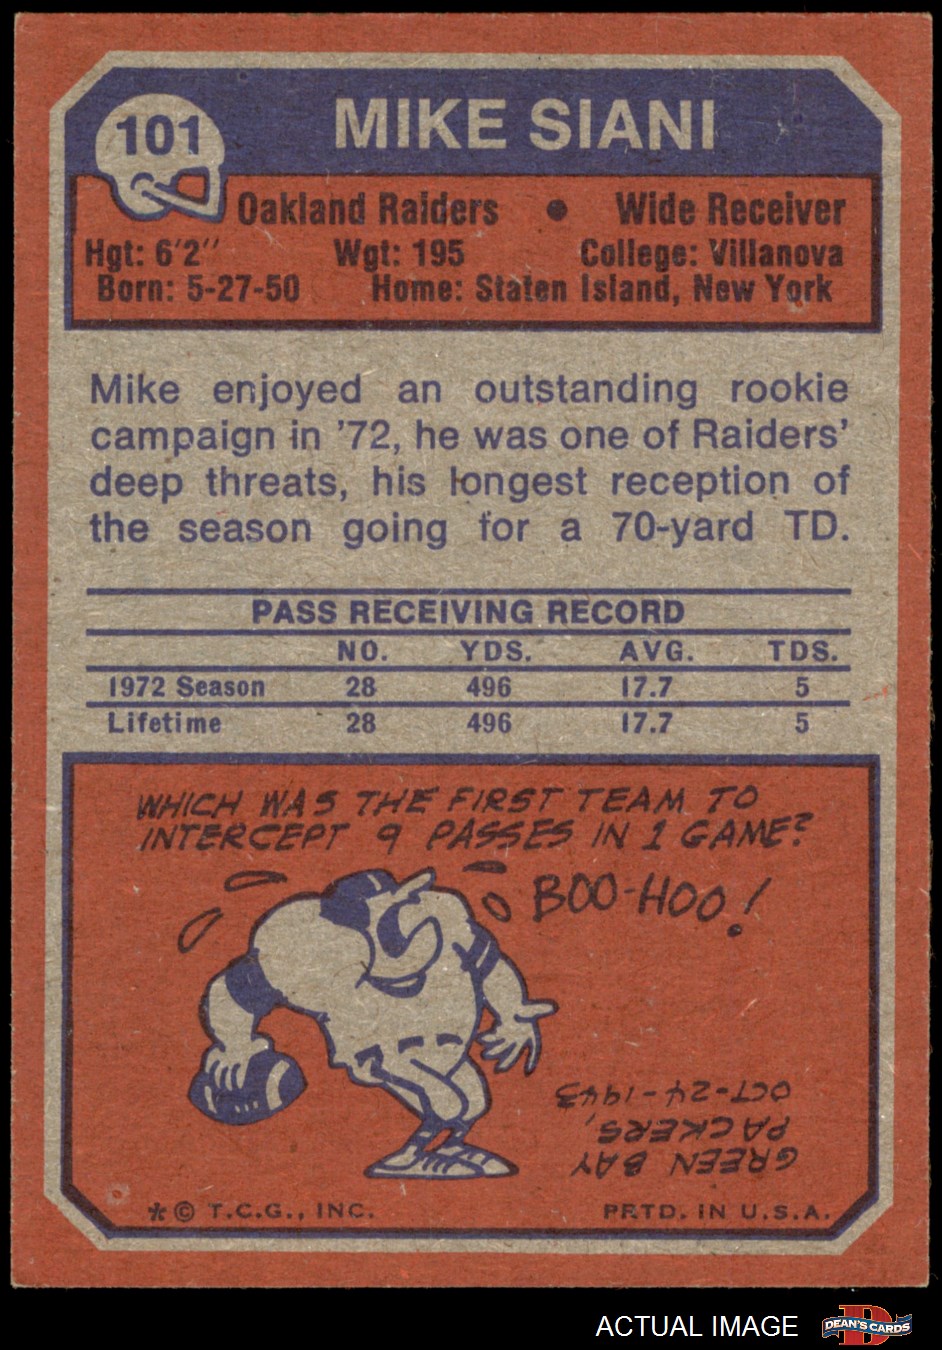 101
MIKE SIANI
Oakland Raiders • Wide Receiver
Hgt: 6'2" Wgt: 195 College: Villanova
Born: 5-27-50 Home: Staten Island, New York
Mike enjoyed an outstanding rookie
campaign in '72, he was one of Raiders'
deep threats, his longest reception of
the season going for a 70-yard TD.
PASS RECEIVING RECORD
NO. YDS. AVG. TDS.
1972 Season 28 496 17.7 5
Lifetime 28 496 17.7 5
WHICH WAS THE FIRST TEAM TO
INTERCEPT 9 PASSES IN 1 GAME?
BOO-HOO!
GREEN BAY
PACKERS,
OCT-24-1943
*© T.C.G., INC. PRTD. IN U.S.A.
ACTUAL IMAGE
D
DEAN'S CARDS